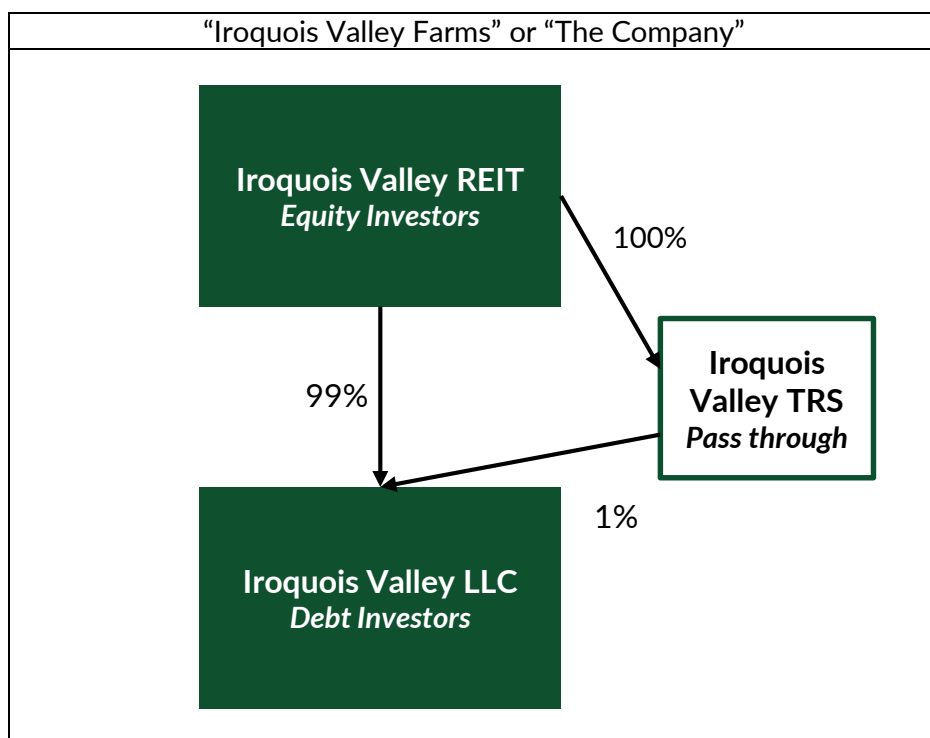 “Iroquois Valley Farms” or “The Company”
Iroquois Valley REIT
Equity Investors
100%
99%
Iroquois
Valley TRS
Pass through
1%
Iroquois Valley LLC
Debt Investors